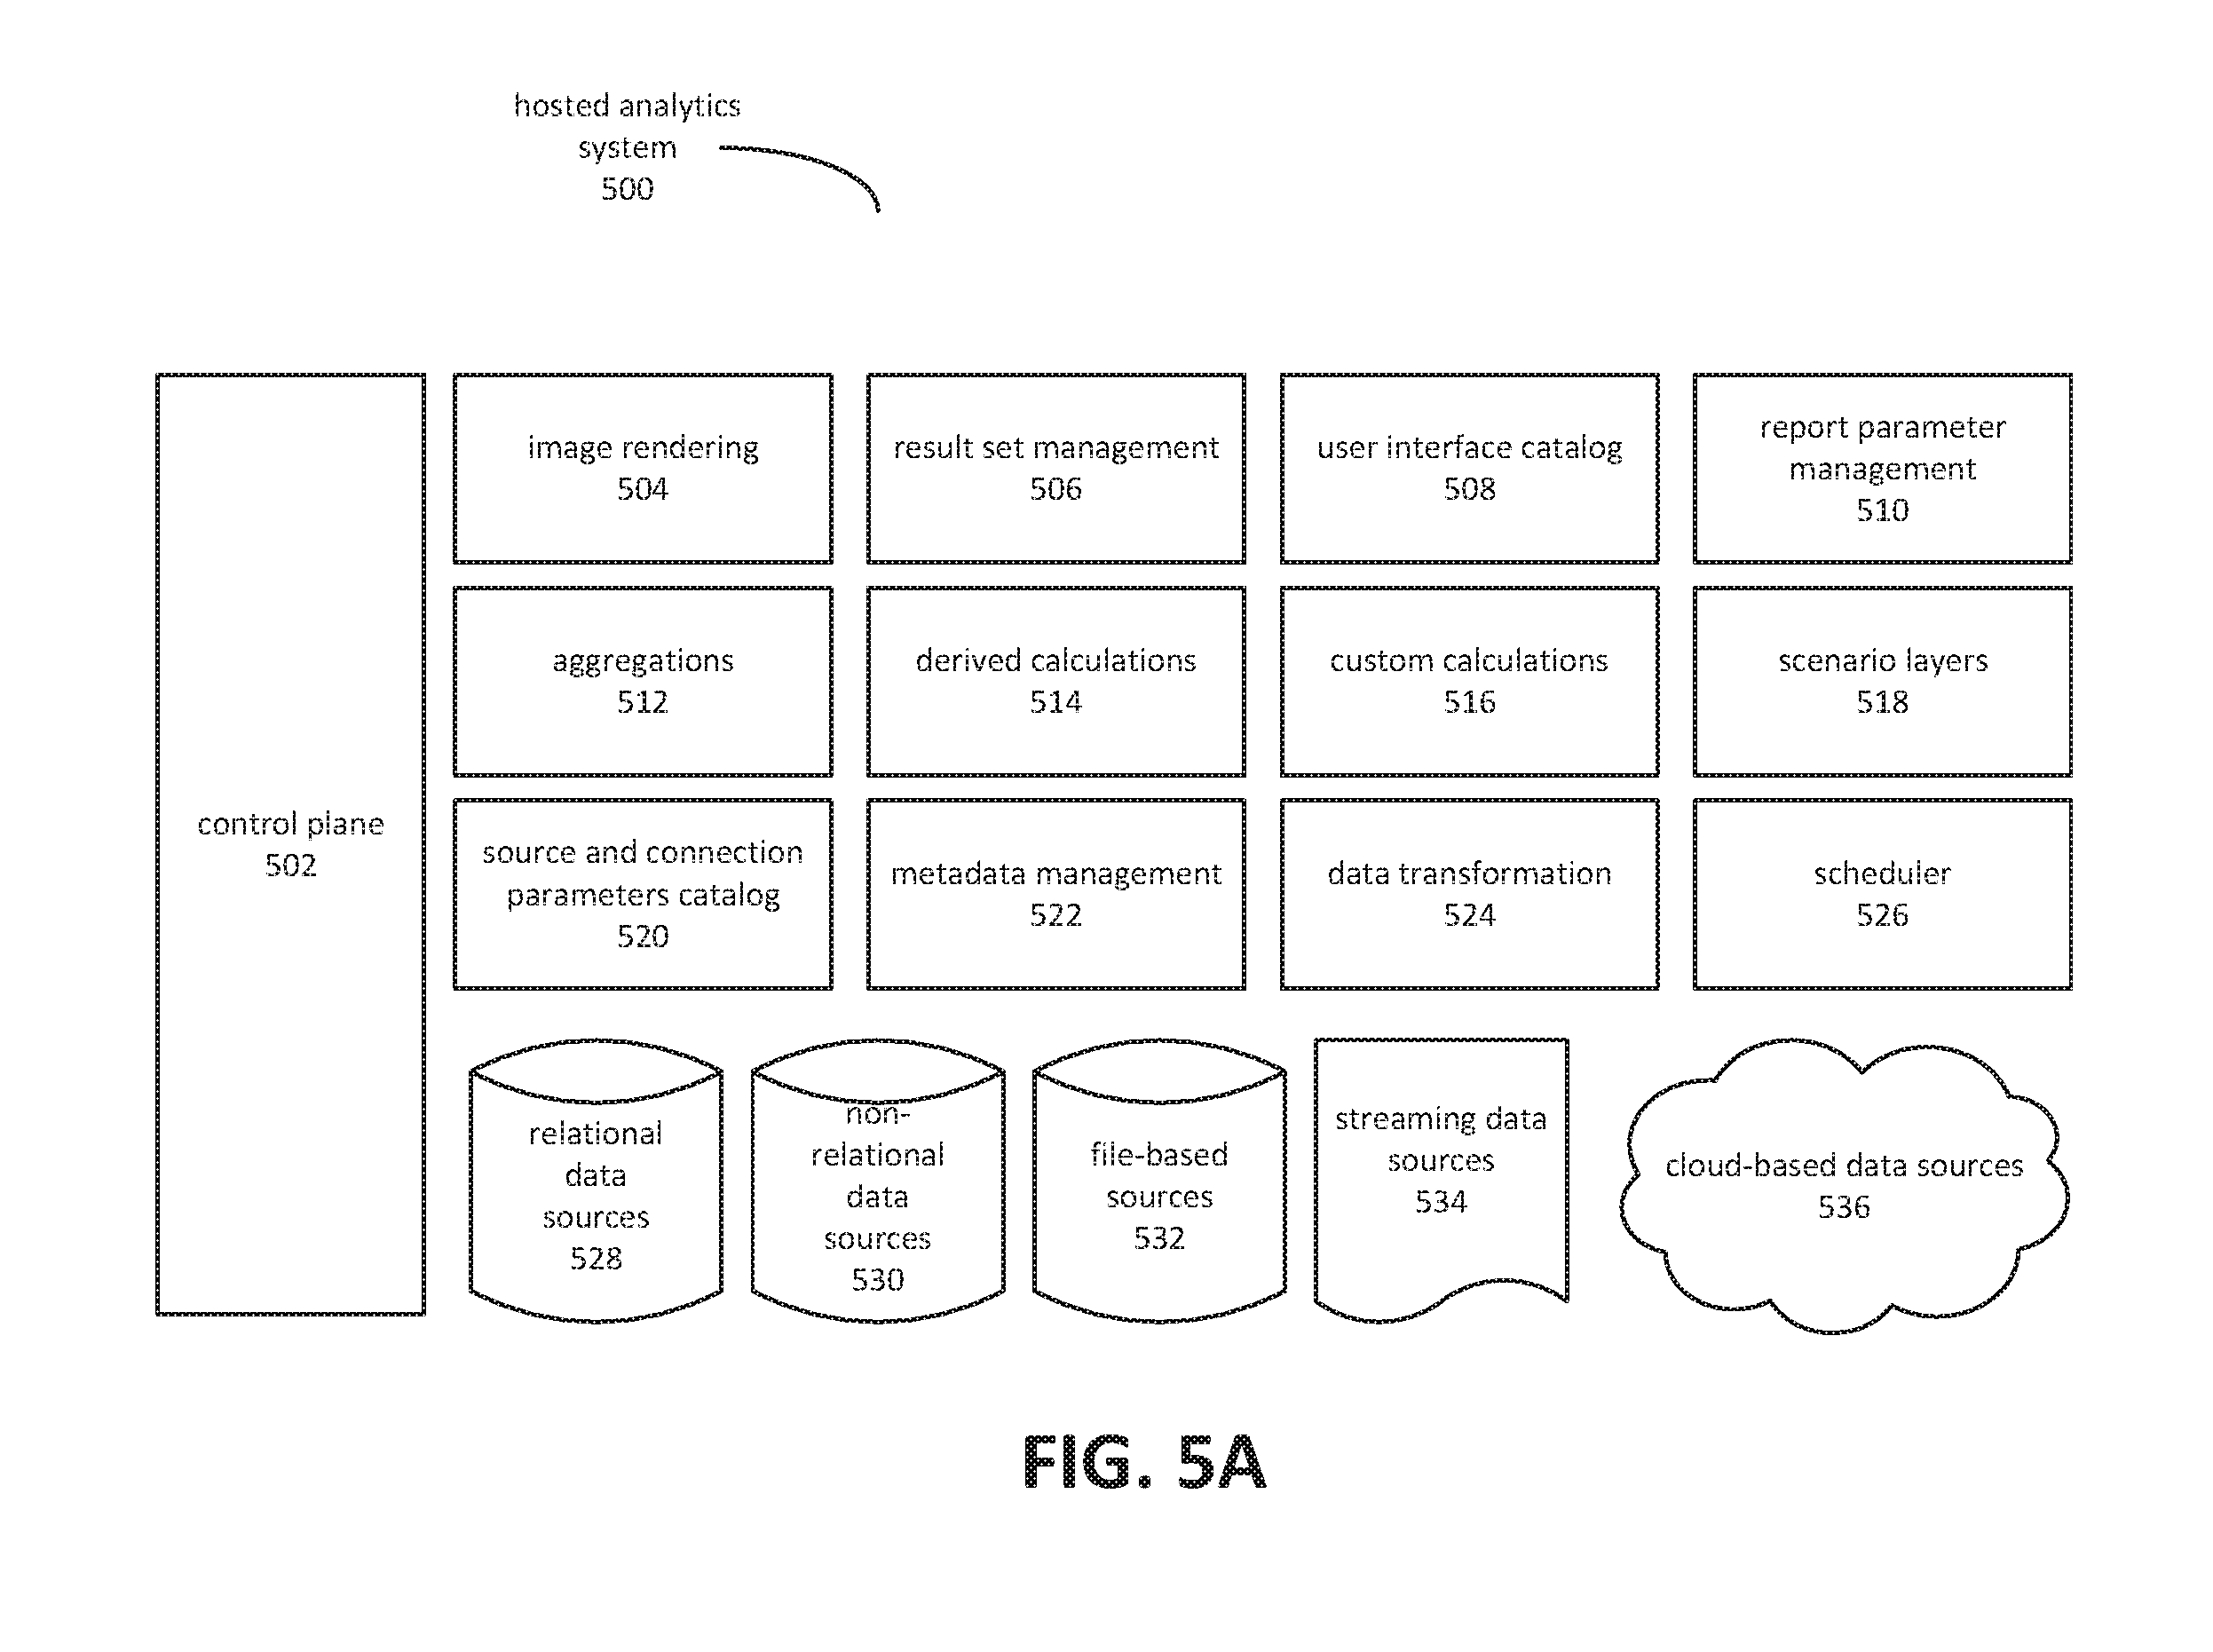 hosted analytics
system
500
control plane
502
image rendering
504
result set management
506
user interface catalog
508
report parameter
management
510
aggregations
512
derived calculations
514
custom calculations
516
scenario layers
518
source and connection
parameters catalog
520
metadata management
522
data transformation
524
scheduler
526
relational
data
sources
528
non-
relational
data
sources
530
file-based
sources
532
streaming data
sources
534
cloud-based data sources
536
FIG. 5A